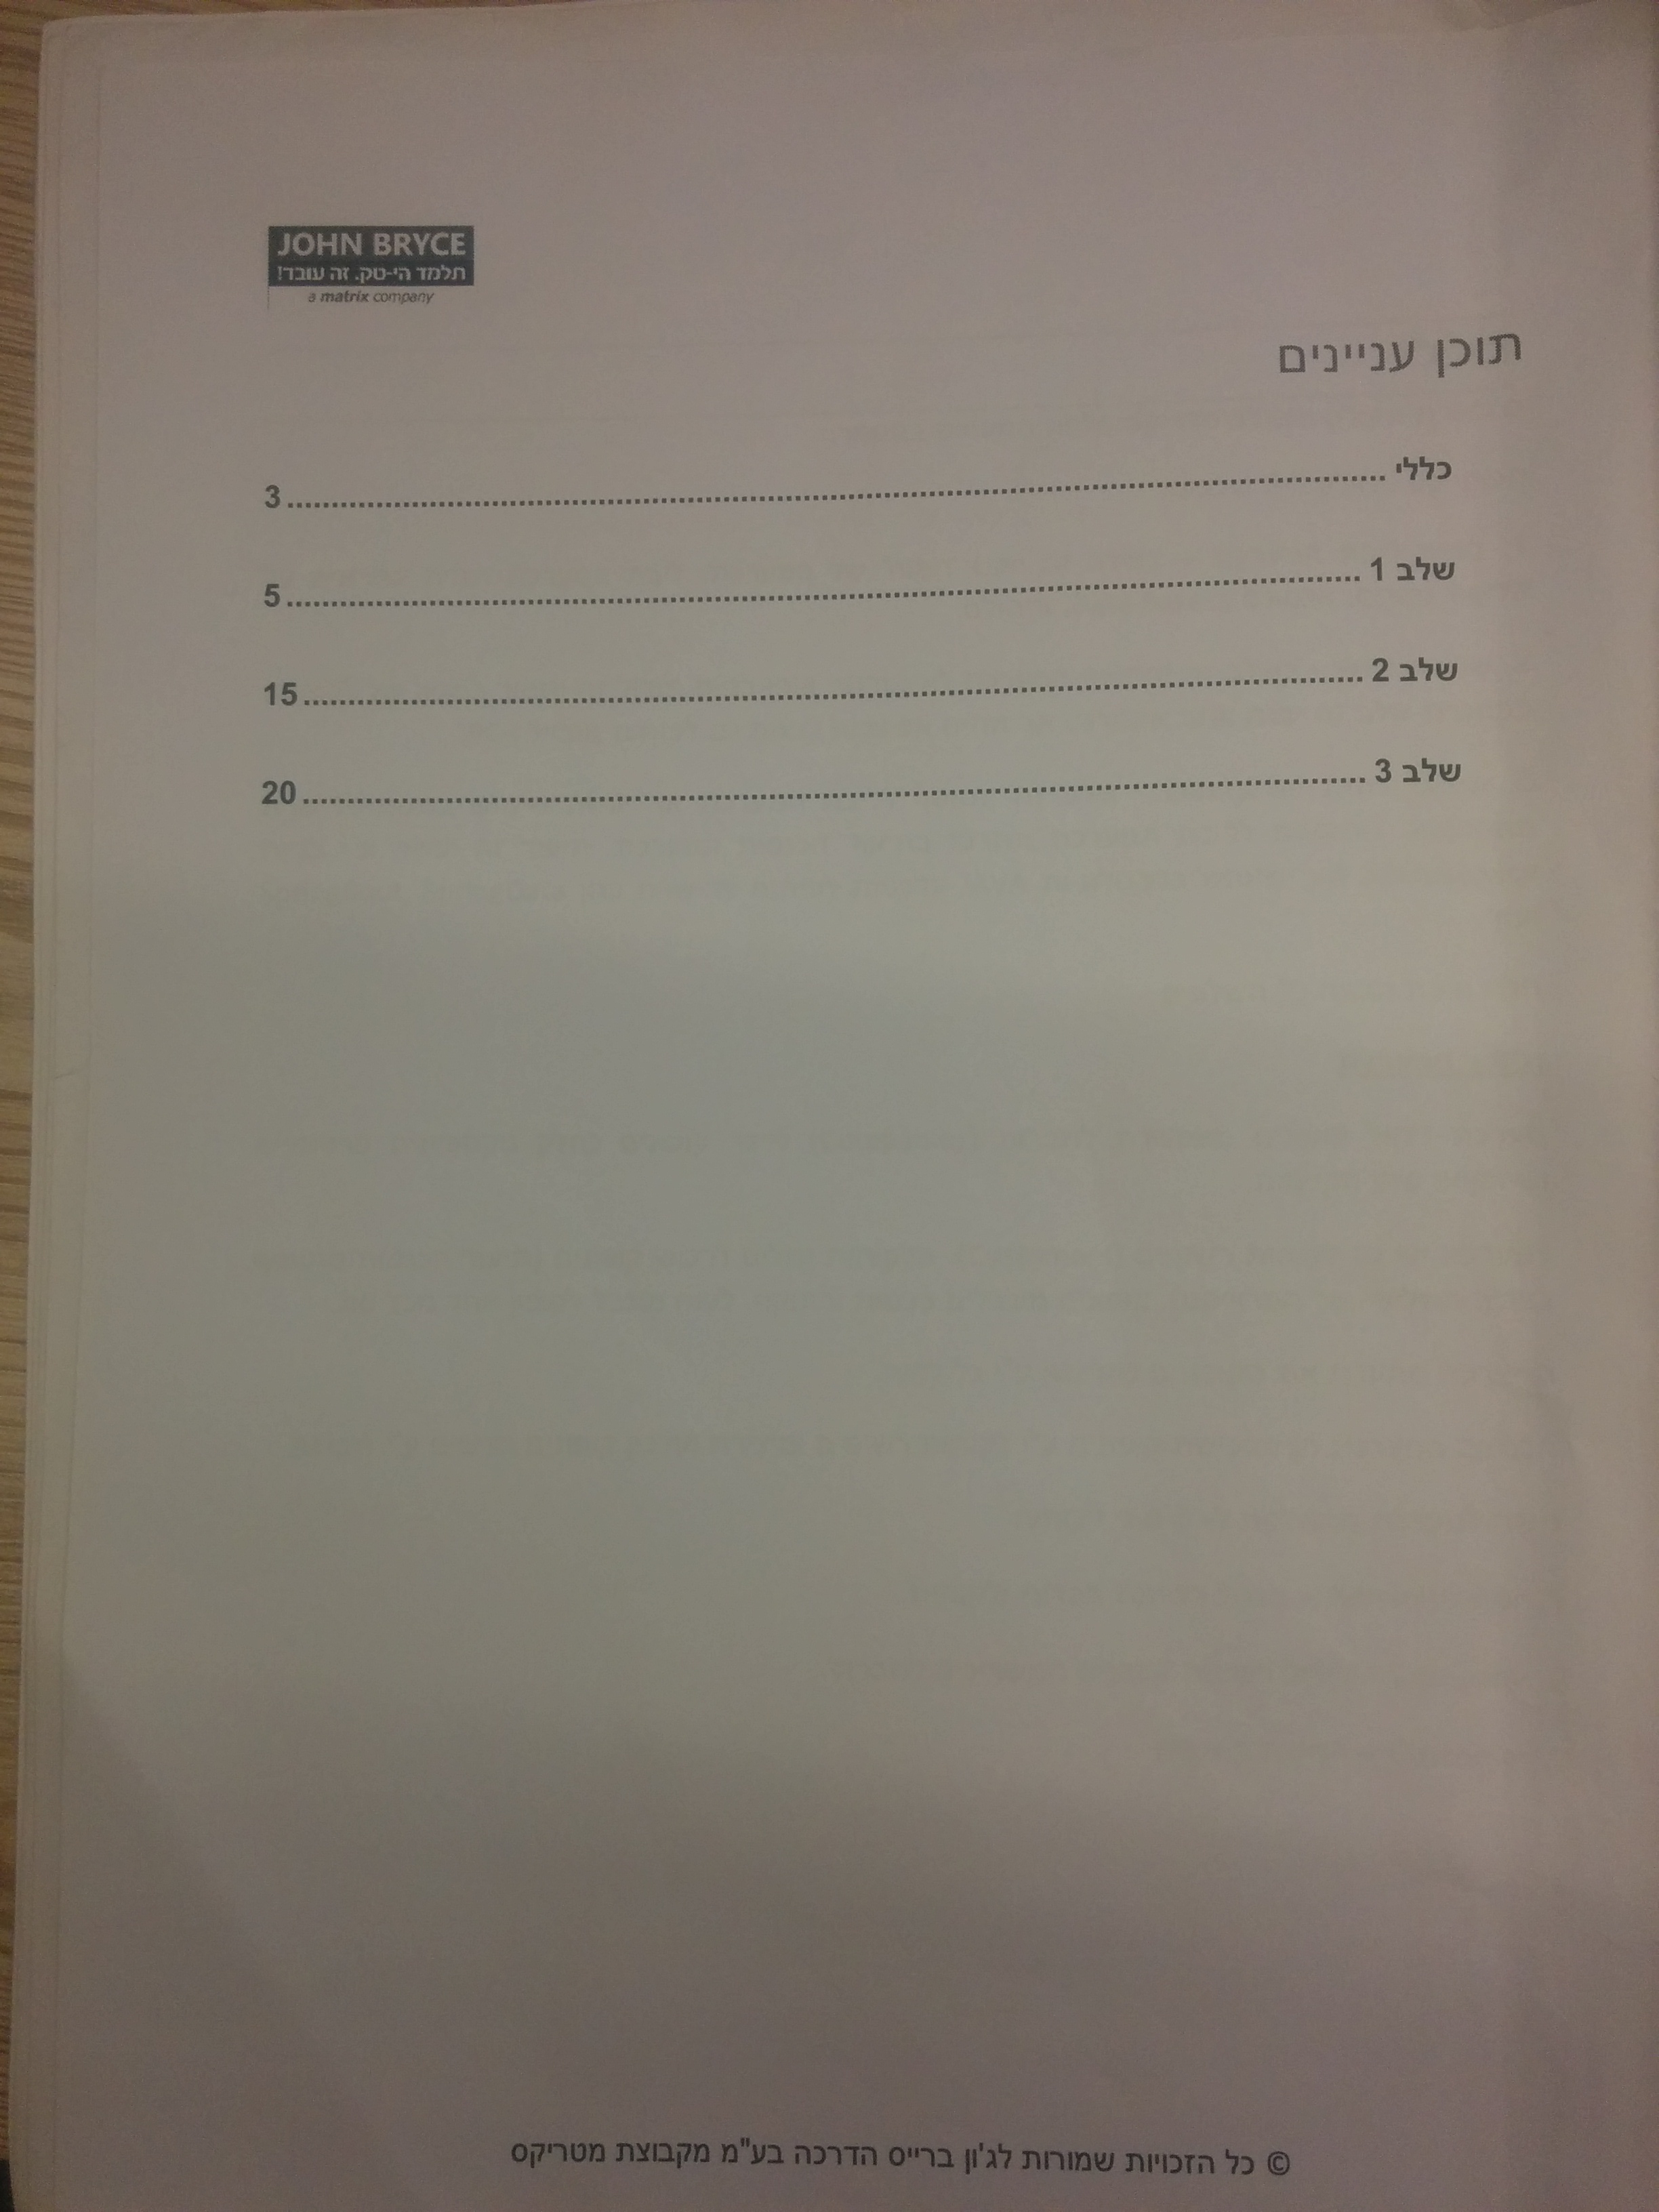 JOHN BRYCE
תלמד הי-טק. זה עובד!
a matrix company
תוכן עניינים
כללי ........................................................................ 3
שלב 1 ........................................................................ 5
שלב 2 ........................................................................ 15
שלב 3 ........................................................................ 20
© כל הזכויות שמורות לג'ון ברייס הדרכה בע"מ מקבוצת מטריקס